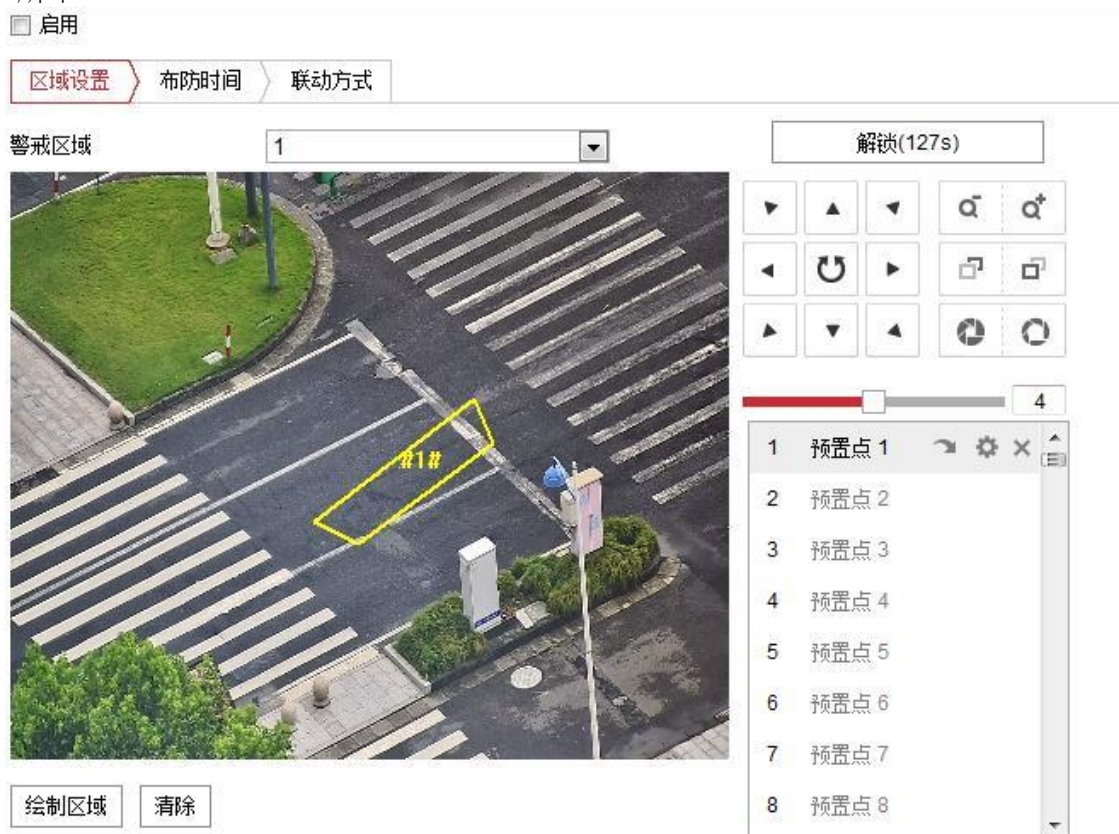 启用
区域设置 布防时间 联动方式
警戒区域 1
解锁(127s)
#1#
4
1 预置点 1
2 预置点 2
3 预置点 3
4 预置点 4
5 预置点 5
6 预置点 6
7 预置点 7
8 预置点 8
绘制区域 清除